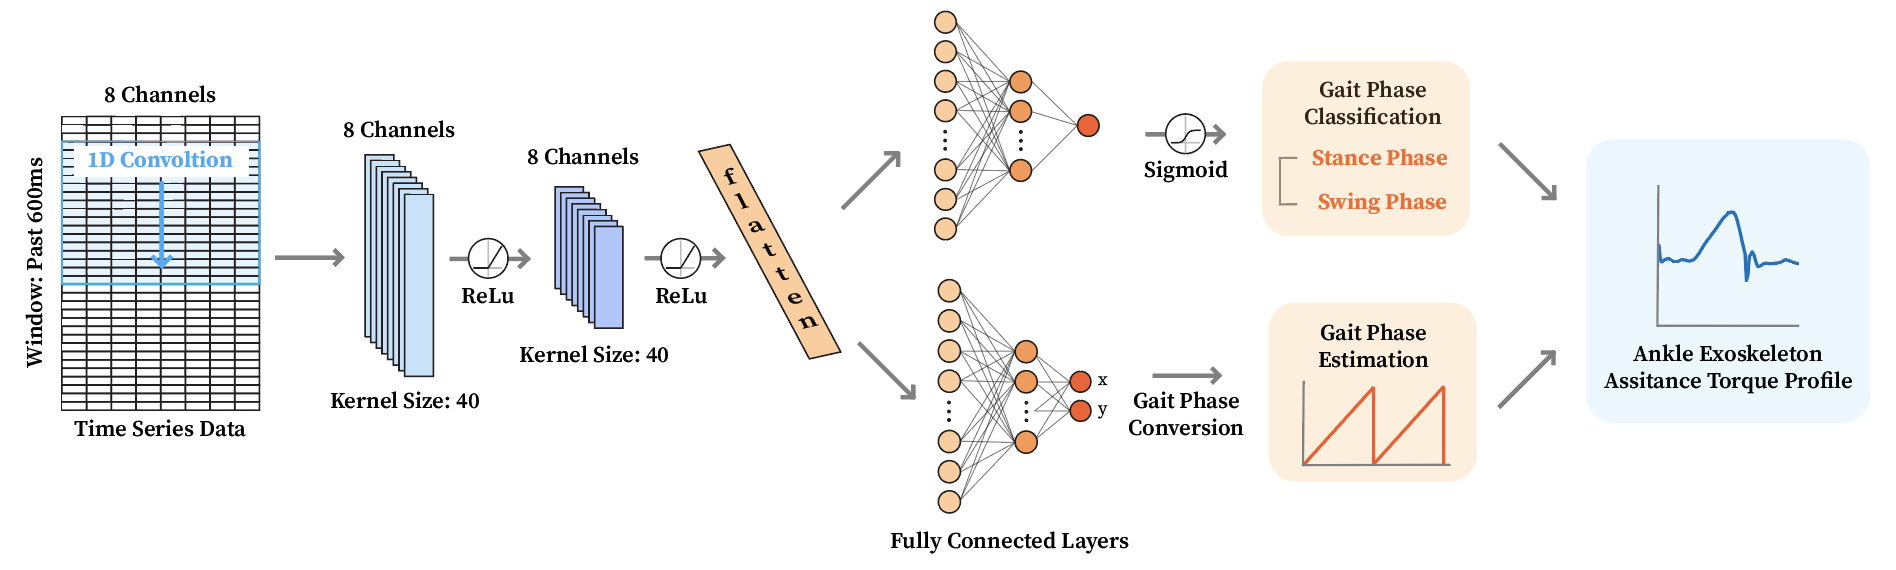 8 Channels
1D Convoltion
Window: Past 600ms
Time Series Data
8 Channels
Kernel Size: 40
ReLu
8 Channels
Kernel Size: 40
ReLu
flatten
Sigmoid
Gait Phase
Classification
Stance Phase
Swing Phase
x
y
Gait Phase
Conversion
Fully Connected Layers
Gait Phase
Estimation
Ankle Exoskeleton
Assitance Torque Profile